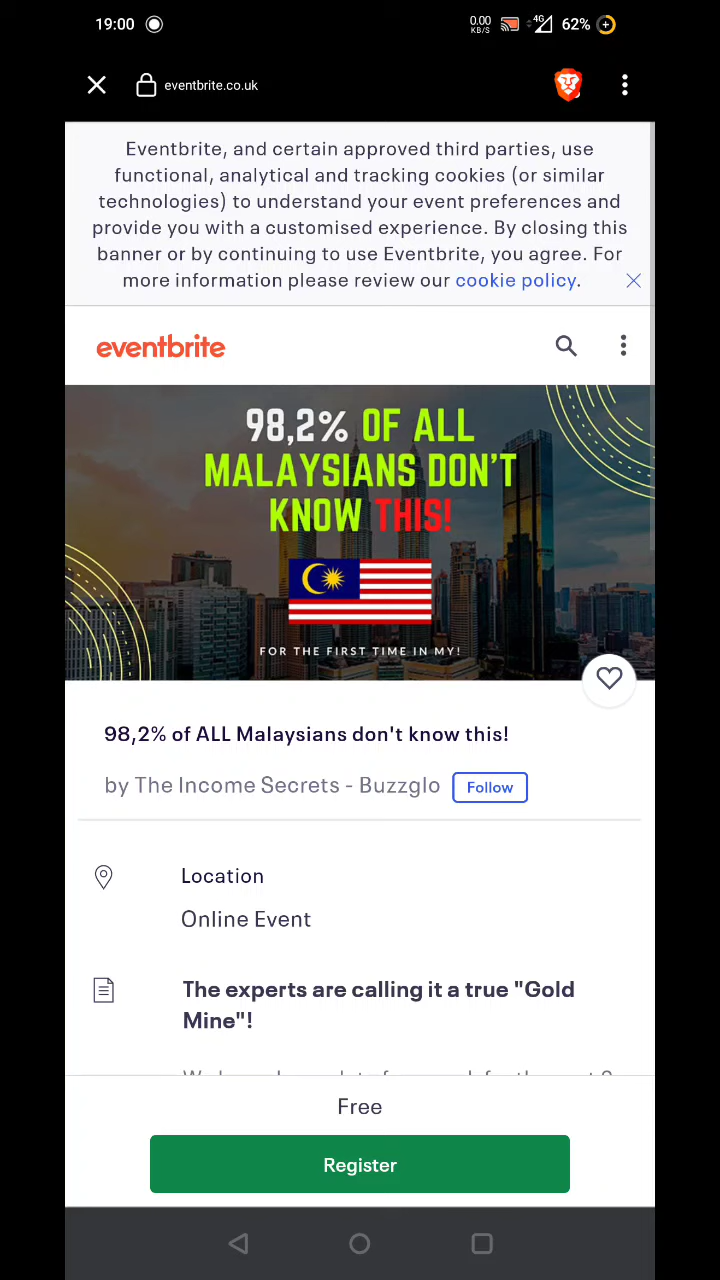 19:00
0.00
KB/S
4G
62%
eventbrite.co.uk
Eventbrite, and certain approved third parties, use
functional, analytical and tracking cookies (or similar
technologies) to understand your event preferences and
provide you with a customised experience. By closing this
banner or by continuing to use Eventbrite, you agree. For
more information please review our cookie policy.
eventbrite
98,2% OF ALL
MALAYSIANS DON'T
KNOW THIS!
FOR THE FIRST TIME IN MY!
98,2% of ALL Malaysians don't know this!
by The Income Secrets - Buzzglo Follow
Location
Online Event
The experts are calling it a true "Gold
Mine"!
Free
Register